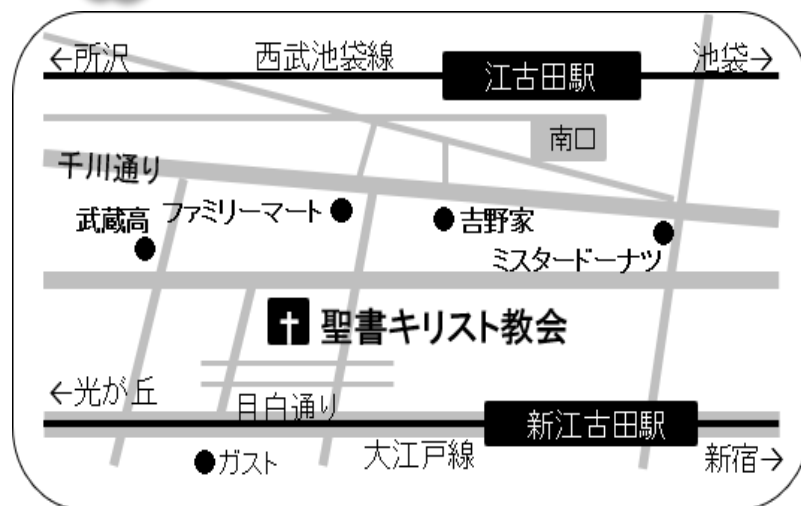 ←所沢
西武池袋線
江古田駅
池袋→
南口
千川通り
武蔵高
ファミリーマート
吉野家
ミスタードーナツ
聖書キリスト教会
←光が丘
目白通り
新江古田駅
ガスト
大江戸線
新宿→